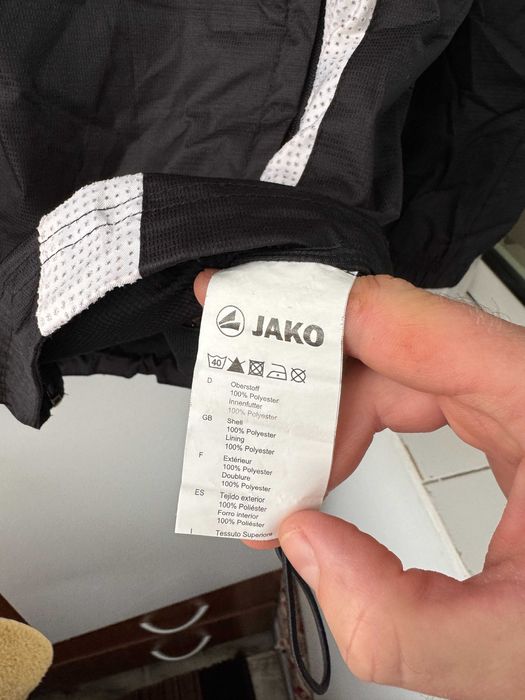 JAKO
40
D Oberstoff
100% Polyester
Innenfutter
100% Polyester
GB Shell
100% Polyester
Lining
100% Polyester
F Extérieur
100% Polyester
Doublure
100% Polyester
ES Tejido exterior
100% Poliéster
Forro interior
100% Poliéster
I Tessuto Superiore